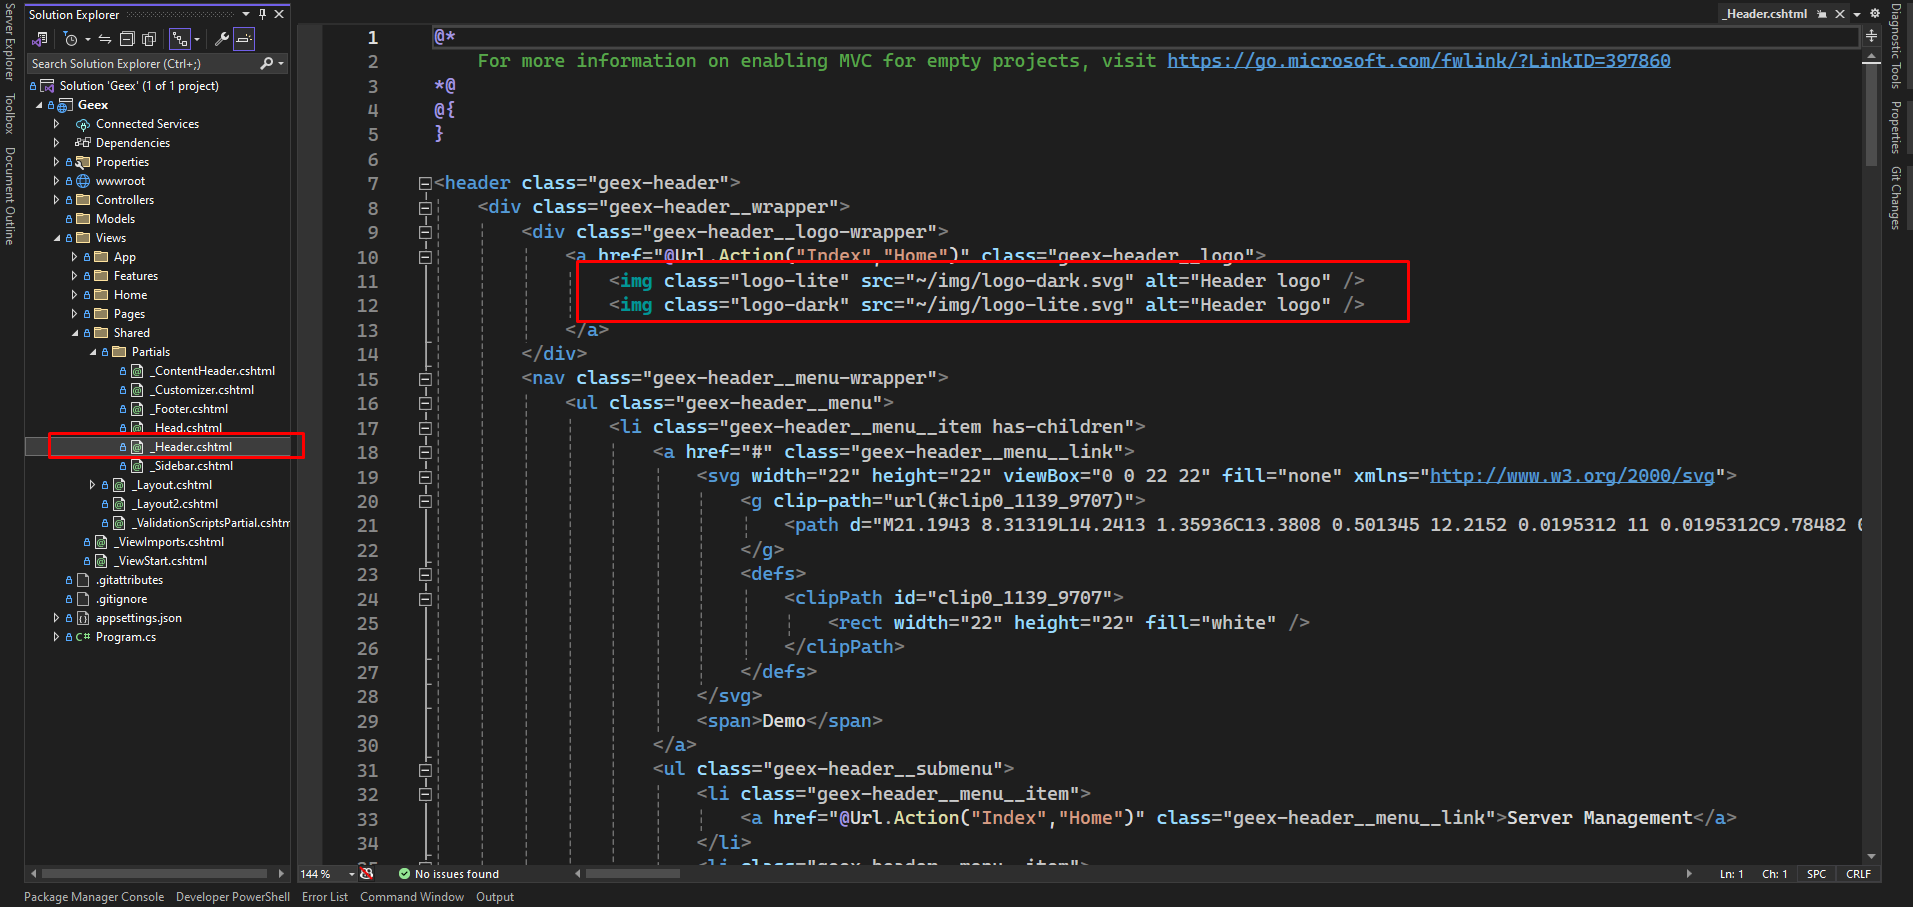 Server Explorer
Toolbox
Document Outline
Solution Explorer
Search Solution Explorer (Ctrl+;)
Solution 'Geex' (1 of 1 project)
Geex
Connected Services
Dependencies
Properties
wwwroot
Controllers
Models
Views
App
Features
Home
Pages
Shared
Partials
_ContentHeader.cshtml
_Customizer.cshtml
_Footer.cshtml
_Head.cshtml
_Header.cshtml
_Sidebar.cshtml
_Layout.cshtml
_Layout2.cshtml
_ValidationScriptsPartial.cshtm
_ViewImports.cshtml
_ViewStart.cshtml
.gitattributes
.gitignore
appsettings.json
C# Program.cs
_Header.cshtml
1 @*
2 For more information on enabling MVC for empty projects, visit https://go.microsoft.com/fwlink/?LinkID=397860
3 *@
4 @{
5 }
6
7 <header class="geex-header">
8 <div class="geex-header__wrapper">
9 <div class="geex-header__logo-wrapper">
10 <a href="@Url.Action("Index","Home")" class="geex-header__logo">
11 <img class="logo-lite" src="~/img/logo-dark.svg" alt="Header logo" />
12 <img class="logo-dark" src="~/img/logo-lite.svg" alt="Header logo" />
13 </a>
14 </div>
15 <nav class="geex-header__menu-wrapper">
16 <ul class="geex-header__menu">
17 <li class="geex-header__menu__item has-children">
18 <a href="#" class="geex-header__menu__link">
19 <svg width="22" height="22" viewBox="0 0 22 22" fill="none" xmlns="http://www.w3.org/2000/svg">
20 <g clip-path="url(#clip0_1139_9707)">
21 <path d="M21.1943 8.31319L14.2413 1.35936C13.3808 0.501345 12.2152 0.0195312 11 0.0195312C9.78482 0
22 </g>
23 <defs>
24 <clipPath id="clip0_1139_9707">
25 <rect width="22" height="22" fill="white" />
26 </clipPath>
27 </defs>
28 </svg>
29 <span>Demo</span>
30 </a>
31 <ul class="geex-header__submenu">
32 <li class="geex-header__menu__item">
33 <a href="@Url.Action("Index","Home")" class="geex-header__menu__link">Server Management</a>
34 </li>
35 <li class="geex-header__menu__item">
144 %
No issues found
Ln: 1 Ch: 1 SPC CRLF
Package Manager Console Developer PowerShell Error List Command Window Output
Diagnostic Tools
Properties
Git Changes